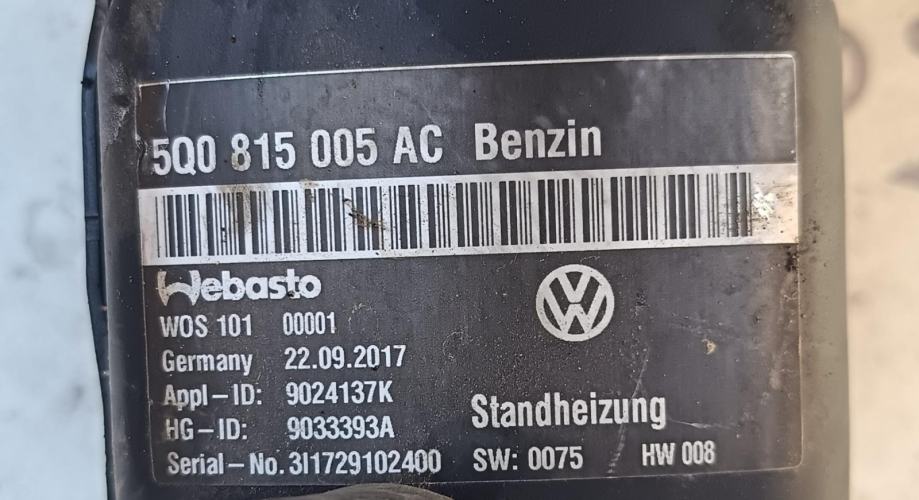 5Q0 815 005 AC Benzin
Webasto
WOS 101 00001
Germany 22.09.2017
Appl-ID: 9024137K
HG-ID: 9033393A
Standheizung
Serial-No. 3I1729102400 SW: 0075 HW 008